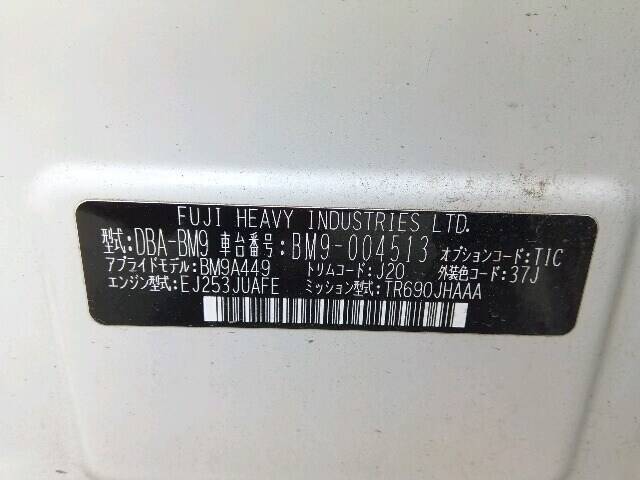 FUJI HEAVY INDUSTRIES LTD.
型式:DBA-BM9 車台番号:BM9-004513 オプションコード:T1C
アプライドモデル:BM9A449 トリムコード:J20 外装色コード:37J
エンジン型式:EJ253JUAFE ミッション型式:TR690JHAAA